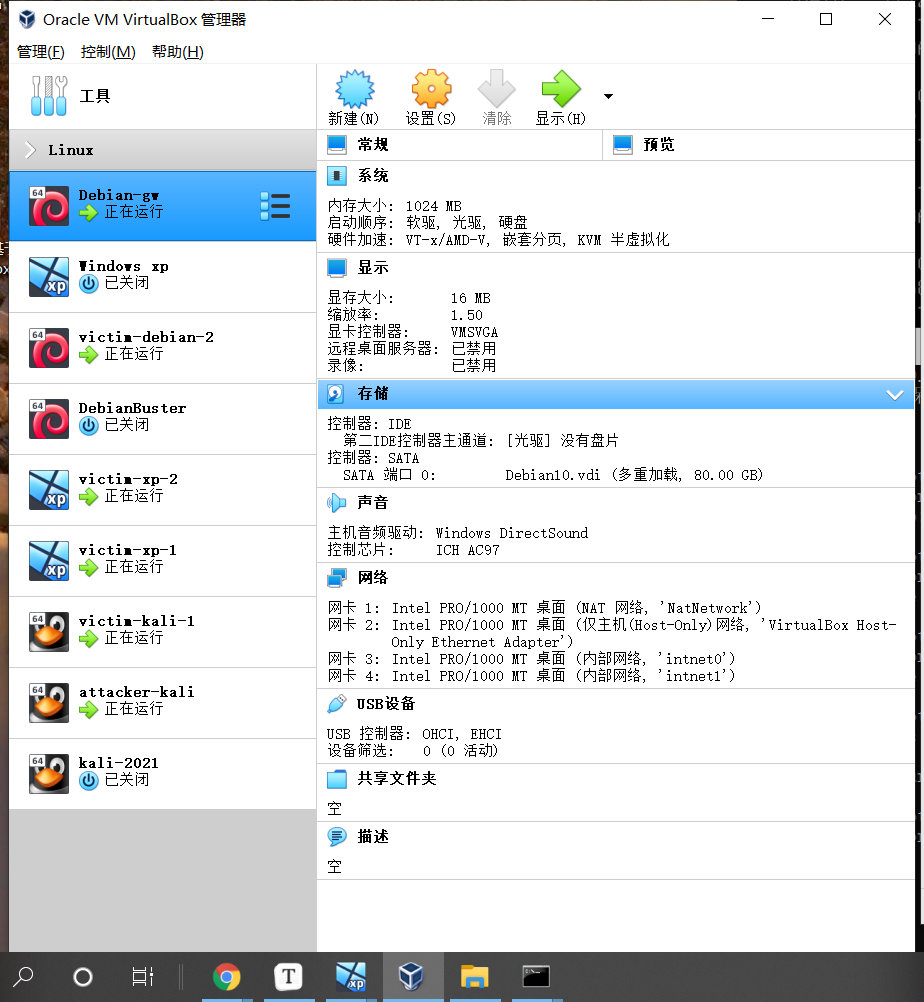 Oracle VM VirtualBox 管理器
管理(F) 控制(M) 帮助(H)
工具
新建(N) 设置(S) 清除 显示(H)
Linux
64
Debian-gw
正在运行
xp
Windows xp
已关闭
64
victim-debian-2
正在运行
64
DebianBuster
已关闭
xp
victim-xp-2
正在运行
xp
victim-xp-1
正在运行
64
victim-kali-1
正在运行
64
attacker-kali
正在运行
64
kali-2021
已关闭
常规
预览
系统
内存大小: 1024 MB
启动顺序: 软驱, 光驱, 硬盘
硬件加速: VT-x/AMD-V, 嵌套分页, KVM 半虚拟化
显示
显存大小: 16 MB
缩放率: 1.50
显卡控制器: VMSVGA
远程桌面服务器: 已禁用
录像: 已禁用
存储
控制器: IDE
第二IDE控制器主通道: [光驱] 没有盘片
控制器: SATA
SATA 端口 0: Debian10.vdi (多重加载, 80.00 GB)
声音
主机音频驱动: Windows DirectSound
控制芯片: ICH AC97
网络
网卡 1: Intel PRO/1000 MT 桌面 (NAT 网络, 'NatNetwork')
网卡 2: Intel PRO/1000 MT 桌面 (仅主机(Host-Only)网络, 'VirtualBox Host-
Only Ethernet Adapter')
网卡 3: Intel PRO/1000 MT 桌面 (内部网络, 'intnet0')
网卡 4: Intel PRO/1000 MT 桌面 (内部网络, 'intnet1')
USB设备
USB 控制器: OHCI, EHCI
设备筛选: 0 (0 活动)
共享文件夹
空
描述
空
T
xp